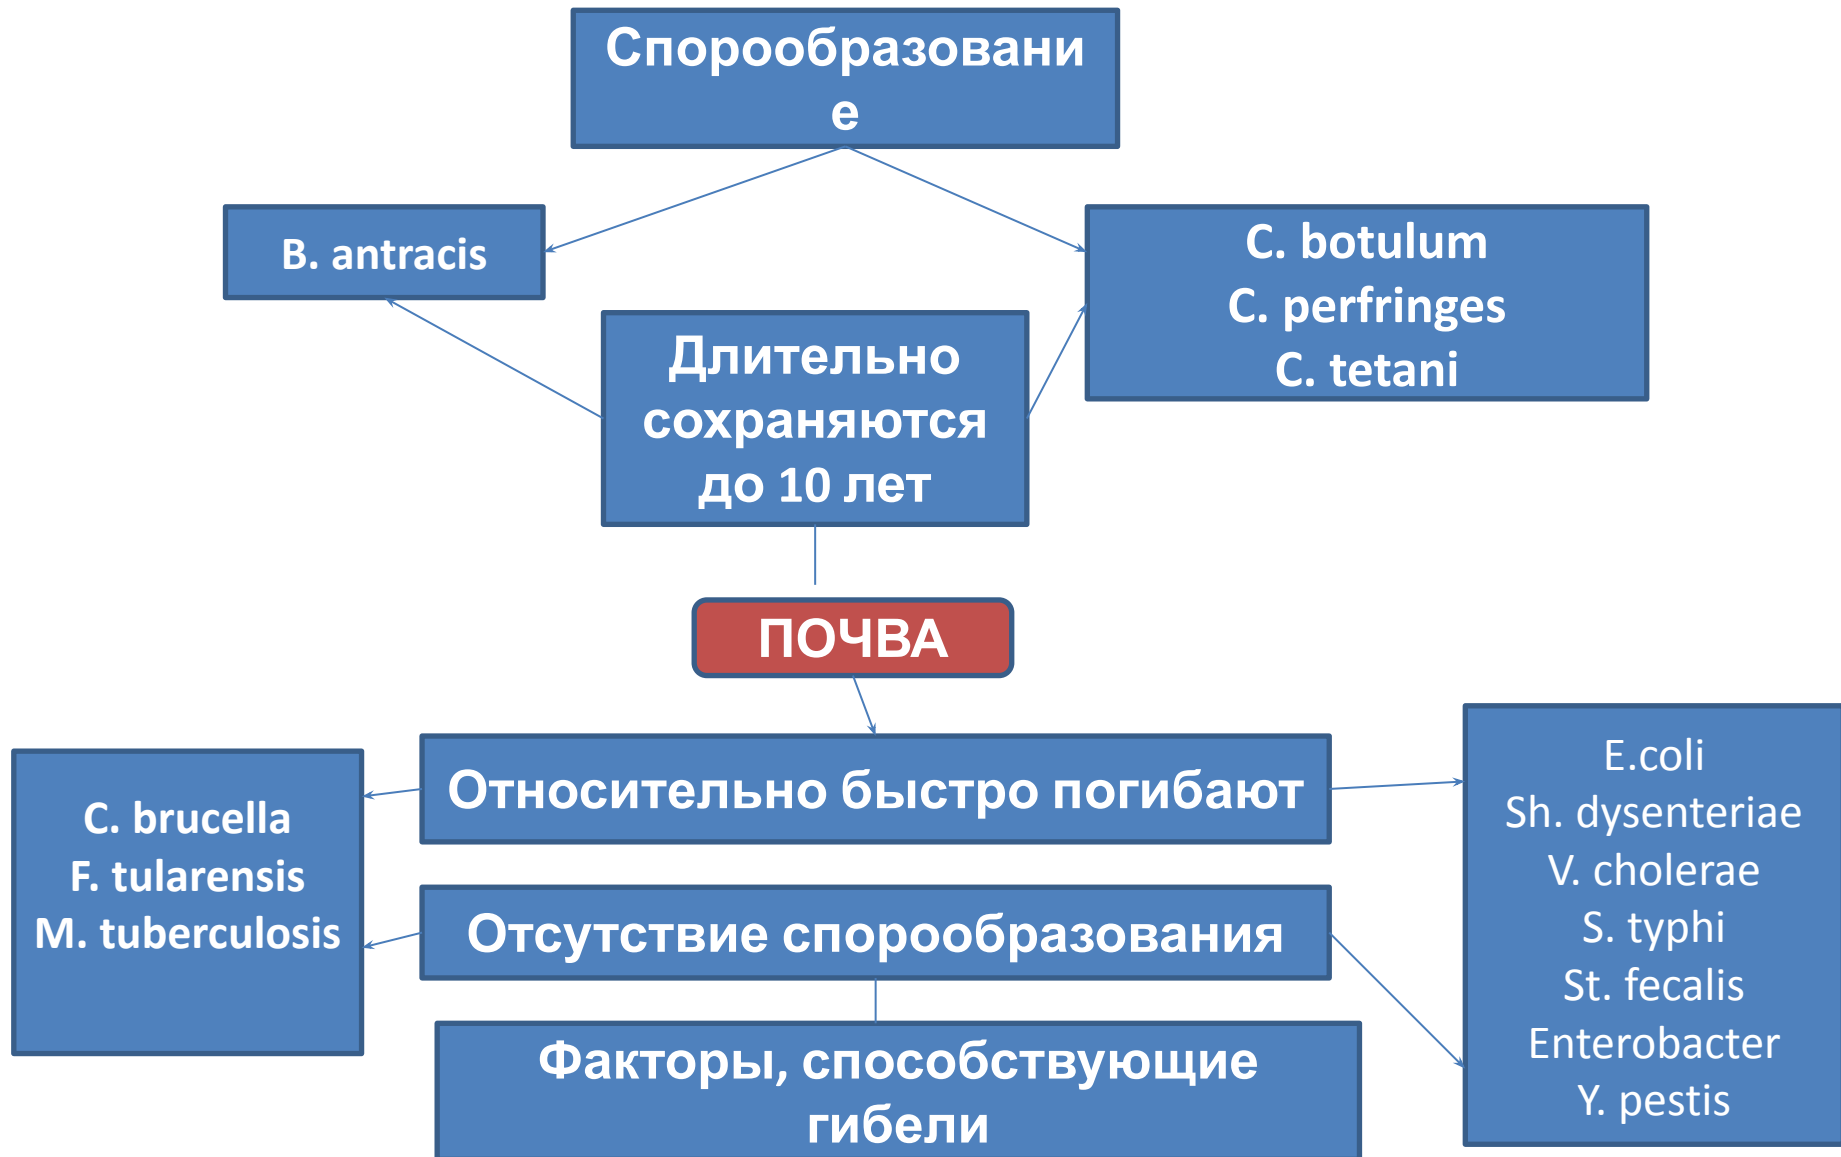 Спорообразовани
е
B. antracis
C. botulum
C. perfringes
C. tetani
Длительно
сохраняются
до 10 лет
ПОЧВА
Относительно быстро погибают
C. brucella
F. tularensis
M. tuberculosis
E.coli
Sh. dysenteriae
V. cholerae
S. typhi
St. fecalis
Enterobacter
Y. pestis
Отсутствие спорообразования
Факторы, способствующие
гибели